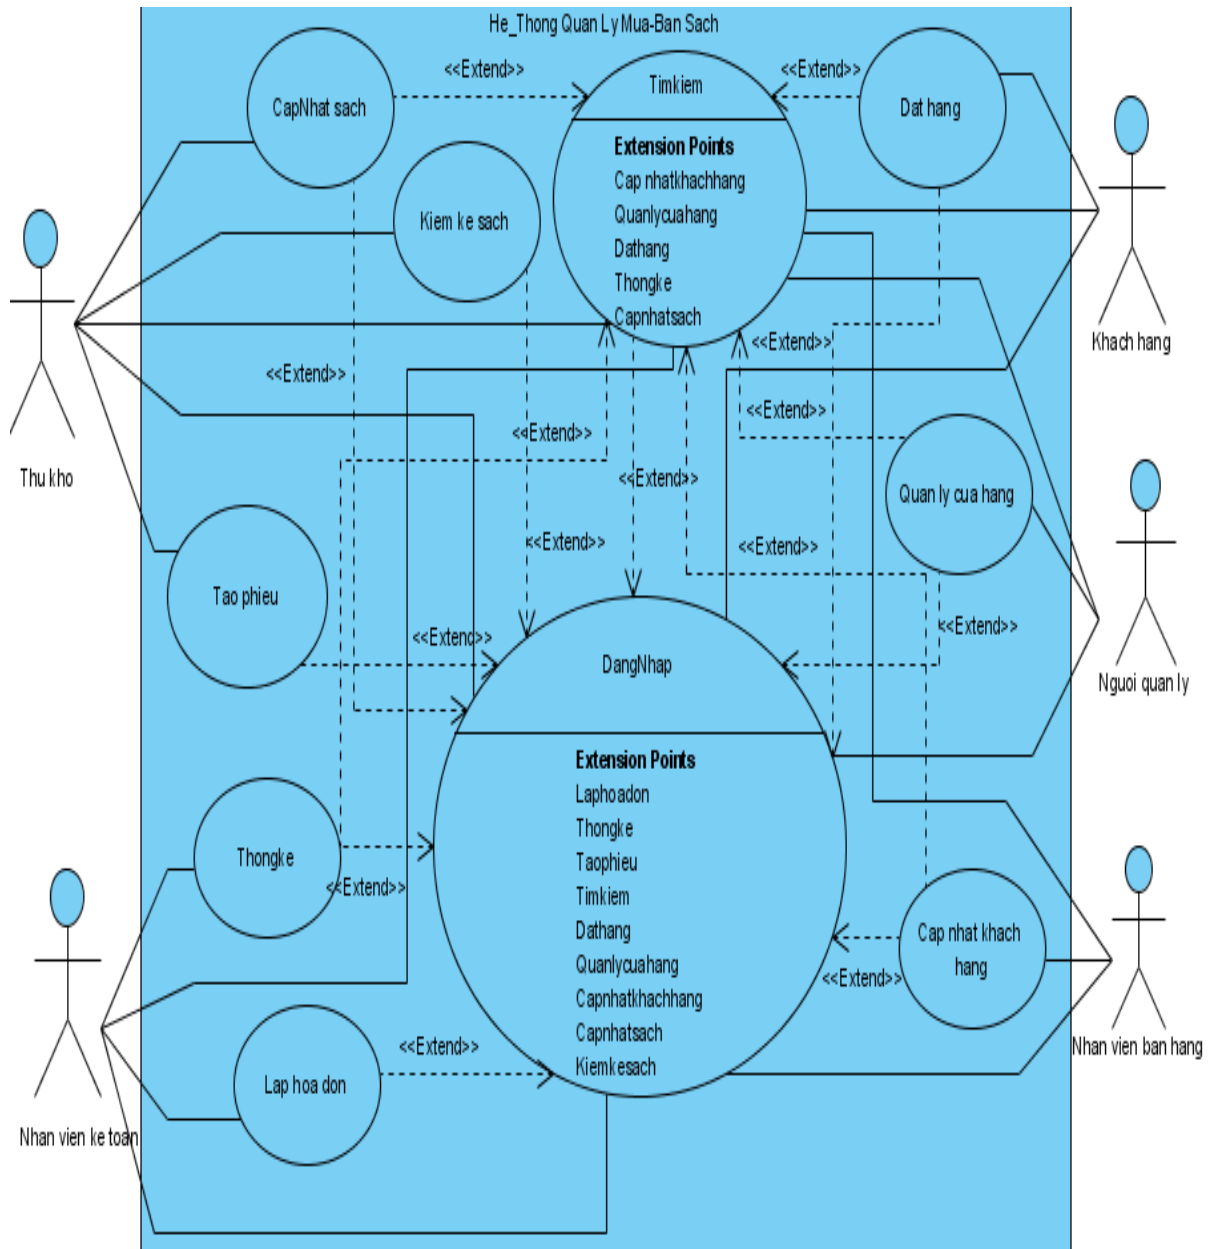 He_Thong Quan Ly Mua-Ban Sach
<<Extend>>
<<Extend>>
CapNhat sach
Timkiem
Dat hang
Extension Points
Cap nhatkhachhang
Quanlycuahang
Dathang
Thongke
Capnhatsach
Kiem ke sach
Khach hang
<<Extend>>
<<Extend>>
<<Extend>>
<<Extend>>
Thu kho
<<Extend>>
Quan ly cua hang
<<Extend>>
<<Extend>>
Tao phieu
<<Extend>>
<<Extend>>
DangNhap
Nguoi quan ly
Extension Points
Laphoadon
Thongke
Taophieu
Timkiem
Dathang
Quanlycuahang
Capnhatkhachhang
Capnhatsach
Kiemkesach
Thongke
<<Extend>>
Cap nhat khach
hang
<<Extend>>
Nhan vien ban hang
<<Extend>>
Lap hoa don
Nhan vien ke toan